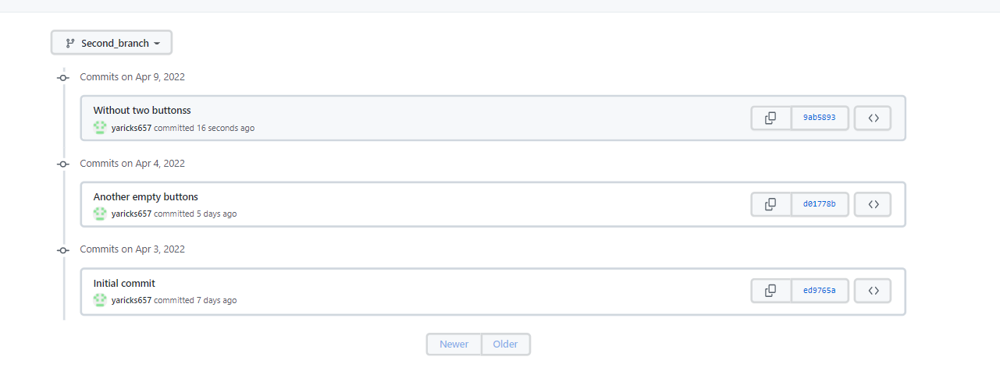 Second_branch
Commits on Apr 9, 2022
Without two buttonss
yaricks657 committed 16 seconds ago
9ab5893
Commits on Apr 4, 2022
Another empty buttons
yaricks657 committed 5 days ago
d01778b
Commits on Apr 3, 2022
Initial commit
yaricks657 committed 7 days ago
ed9765a
Newer Older